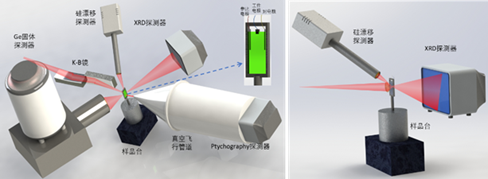 硅漂移
探测器
XRD探测器
Ge固体
探测器
K-B镜
样品台
真空飞
行管道
Ptychography探测器
硅漂移
探测器
XRD探测器
样品台